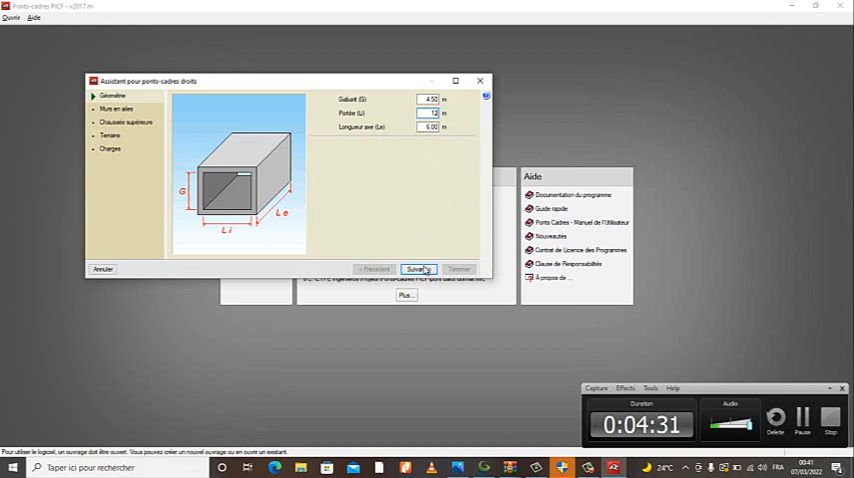 Ponts-cadres PICF - v2017.m
Ouvrir Aide
Assistant pour ponts-cadres droits
Géométrie
Murs en ailes
Chaussée supérieure
Terrains
Charges
G
Li
Le
Gabarit (G) 4.50 m
Portée (Li) 12 m
Longueur axe (Le) 6.00 m
Annuler
< Précédent
Suivant >
Terminer
Plus...
Aide
Documentation du programme
Guide rapide
Ponts Cadres - Manuel de l'Utilisateur
Nouveautés
Contrat de Licence des Programmes
Clause de Responsabilités
À propos de ...
Capture Effects Tools Help
Duration
0:04:31
Audio
Delete
Pause
Stop
Pour utiliser le logiciel, un ouvrage doit être ouvert. Vous pouvez créer un nouvel ouvrage ou en ouvrir un existant.
Taper ici pour rechercher
24°C
FRA
00:41
07/03/2022